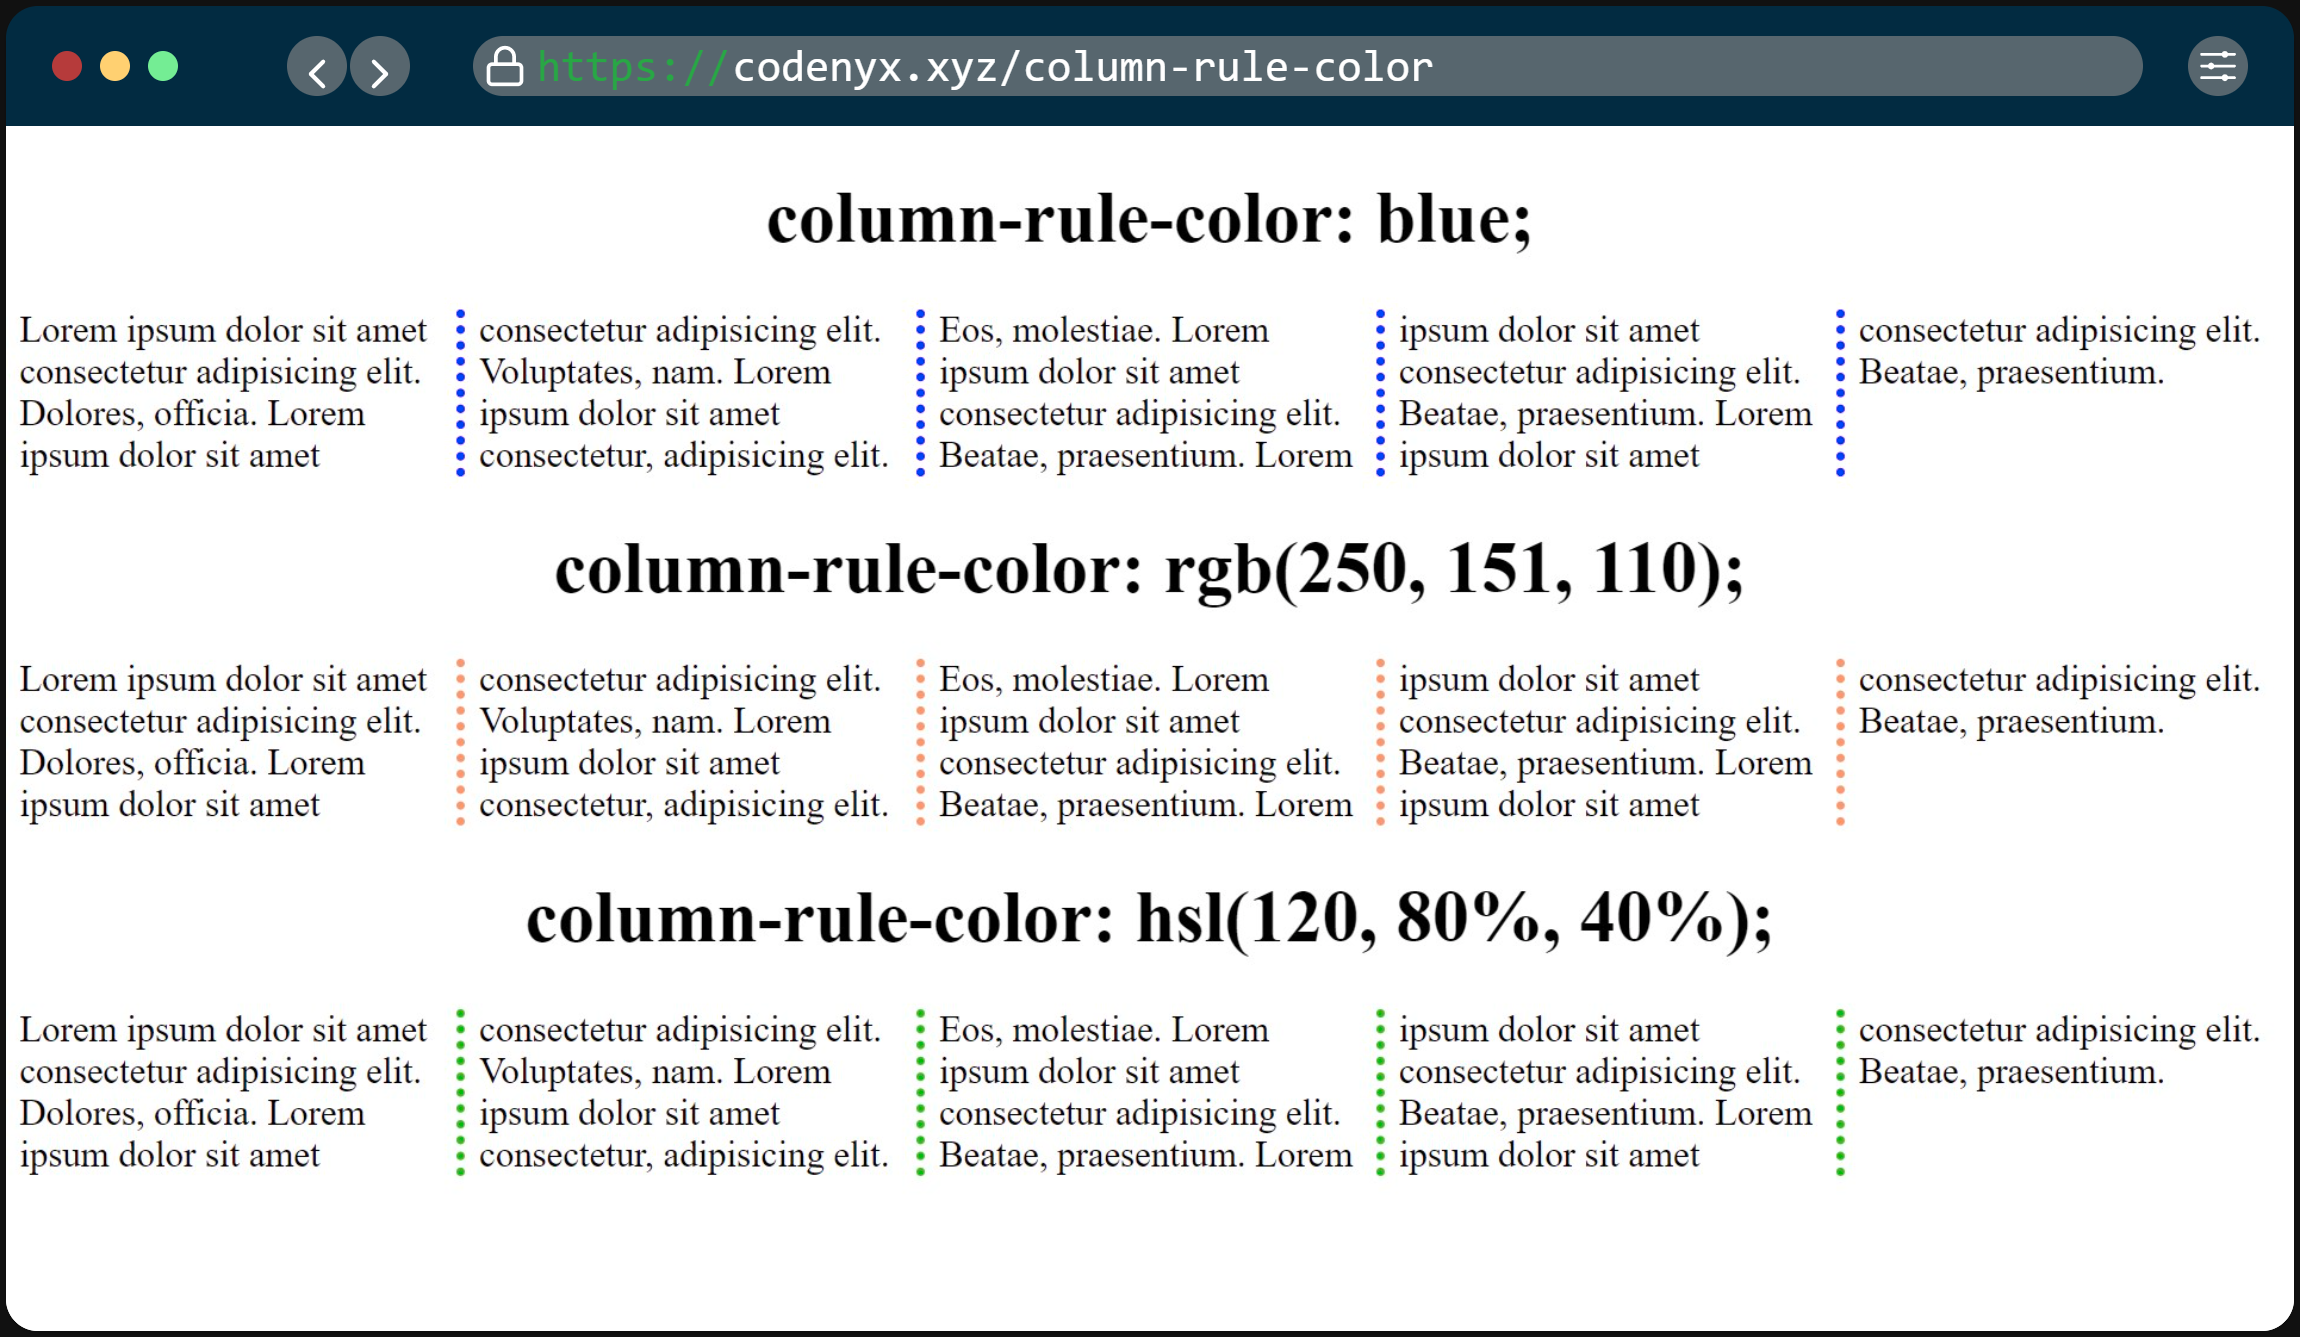 https://codenyx.xyz/column-rule-color
column-rule-color: blue;
Lorem ipsum dolor sit amet
consectetur adipisicing elit.
Dolores, officia. Lorem
ipsum dolor sit amet
consectetur adipisicing elit.
Voluptates, nam. Lorem
ipsum dolor sit amet
consectetur, adipisicing elit.
Eos, molestiae. Lorem
ipsum dolor sit amet
consectetur adipisicing elit.
Beatae, praesentium. Lorem
ipsum dolor sit amet
consectetur adipisicing elit.
Beatae, praesentium. Lorem
ipsum dolor sit amet
consectetur adipisicing elit.
Beatae, praesentium.
column-rule-color: rgb(250, 151, 110);
Lorem ipsum dolor sit amet
consectetur adipisicing elit.
Dolores, officia. Lorem
ipsum dolor sit amet
consectetur adipisicing elit.
Voluptates, nam. Lorem
ipsum dolor sit amet
consectetur, adipisicing elit.
Eos, molestiae. Lorem
ipsum dolor sit amet
consectetur adipisicing elit.
Beatae, praesentium. Lorem
ipsum dolor sit amet
consectetur adipisicing elit.
Beatae, praesentium. Lorem
ipsum dolor sit amet
consectetur adipisicing elit.
Beatae, praesentium.
column-rule-color: hsl(120, 80%, 40%);
Lorem ipsum dolor sit amet
consectetur adipisicing elit.
Dolores, officia. Lorem
ipsum dolor sit amet
consectetur adipisicing elit.
Voluptates, nam. Lorem
ipsum dolor sit amet
consectetur, adipisicing elit.
Eos, molestiae. Lorem
ipsum dolor sit amet
consectetur adipisicing elit.
Beatae, praesentium. Lorem
ipsum dolor sit amet
consectetur adipisicing elit.
Beatae, praesentium. Lorem
ipsum dolor sit amet
consectetur adipisicing elit.
Beatae, praesentium.